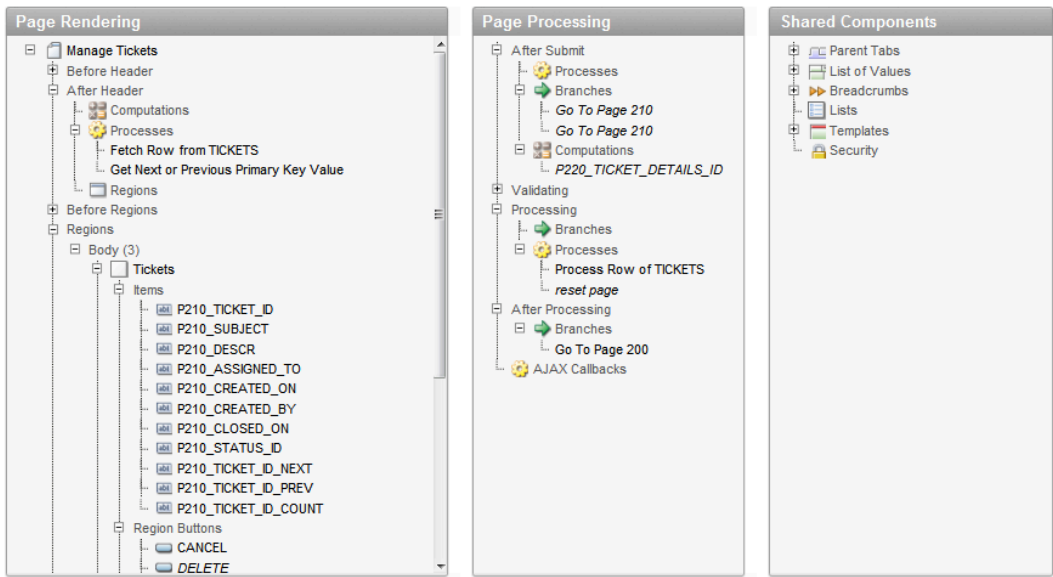 Page Rendering
Manage Tickets
Before Header
After Header
Computations
Processes
Fetch Row from TICKETS
Get Next or Previous Primary Key Value
Regions
Before Regions
Regions
Body (3)
Tickets
Items
P210_TICKET_ID
P210_SUBJECT
P210_DESCR
P210_ASSIGNED_TO
P210_CREATED_ON
P210_CREATED_BY
P210_CLOSED_ON
P210_STATUS_ID
P210_TICKET_ID_NEXT
P210_TICKET_ID_PREV
P210_TICKET_ID_COUNT
Region Buttons
CANCEL
DELETE
Page Processing
After Submit
Processes
Branches
Go To Page 210
Go To Page 210
Computations
P220_TICKET_DETAILS_ID
Validating
Processing
Branches
Processes
Process Row of TICKETS
reset page
After Processing
Branches
Go To Page 200
AJAX Callbacks
Shared Components
Parent Tabs
List of Values
Breadcrumbs
Lists
Templates
Security